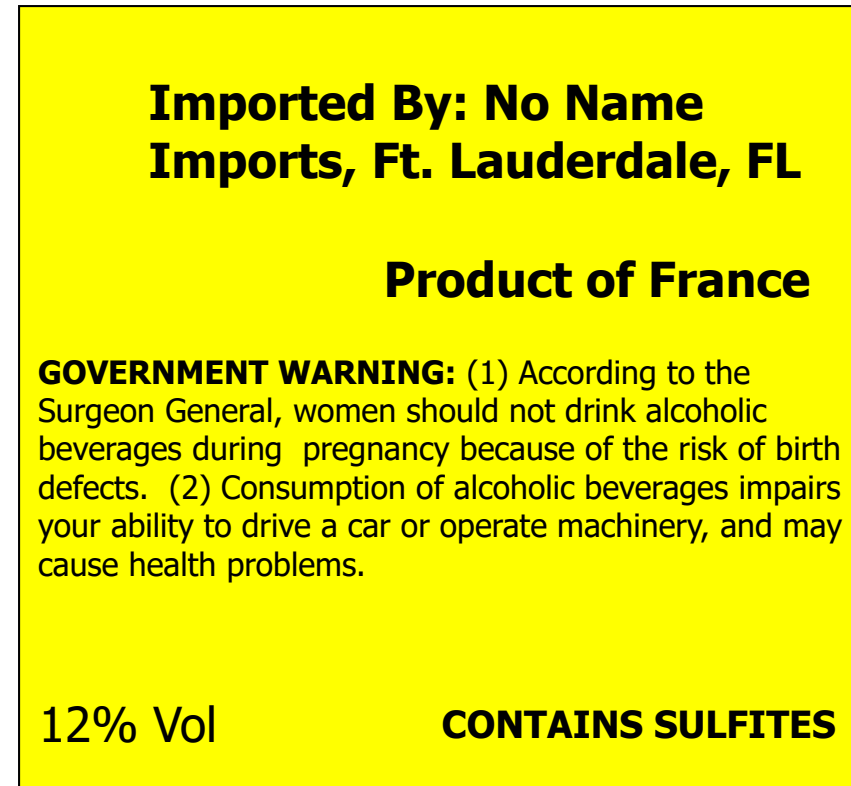 Imported By: No Name
Imports, Ft. Lauderdale, FL
Product of France
GOVERNMENT WARNING: (1) According to the
Surgeon General, women should not drink alcoholic
beverages during  pregnancy because of the risk of birth
defects.  (2) Consumption of alcoholic beverages impairs
your ability to drive a car or operate machinery, and may
cause health problems.
12% Vol CONTAINS SULFITES